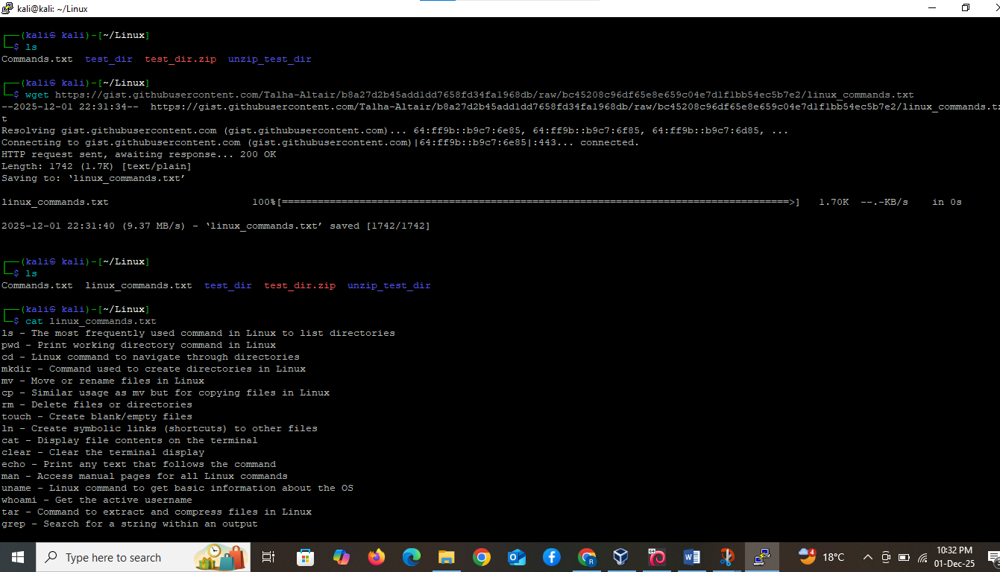 kali@kali: ~/Linux
┌──(kali㉿ kali)-[~/Linux]
└─$ ls
Commands.txt  test_dir  test_dir.zip  unzip_test_dir
┌──(kali㉿ kali)-[~/Linux]
└─$ wget https://gist.githubusercontent.com/Talha-Altair/b8a27d2b45add1dd7658fd34fa1968db/raw/bc45208c96df65e8e659c04e7d1f1bb54ec5b7e2/linux_commands.txt
--2025-12-01 22:31:34--  https://gist.githubusercontent.com/Talha-Altair/b8a27d2b45add1dd7658fd34fa1968db/raw/bc45208c96df65e8e659c04e7d1f1bb54ec5b7e2/linux_commands.tx
t
Resolving gist.githubusercontent.com (gist.githubusercontent.com)... 64:ff9b::b9c7:6e85, 64:ff9b::b9c7:6f85, 64:ff9b::b9c7:6d85, ...
Connecting to gist.githubusercontent.com (gist.githubusercontent.com)|64:ff9b::b9c7:6e85|:443... connected.
HTTP request sent, awaiting response... 200 OK
Length: 1742 (1.7K) [text/plain]
Saving to: ‘linux_commands.txt’
linux_commands.txt                        100%[=====================================================================================>]   1.70K  --.-KB/s    in 0s
2025-12-01 22:31:40 (9.37 MB/s) - ‘linux_commands.txt’ saved [1742/1742]
┌──(kali㉿ kali)-[~/Linux]
└─$ ls
Commands.txt  linux_commands.txt  test_dir  test_dir.zip  unzip_test_dir
┌──(kali㉿ kali)-[~/Linux]
└─$ cat linux_commands.txt
ls - The most frequently used command in Linux to list directories
pwd - Print working directory command in Linux
cd - Linux command to navigate through directories
mkdir - Command used to create directories in Linux
mv - Move or rename files in Linux
cp - Similar usage as mv but for copying files in Linux
rm - Delete files or directories
touch - Create blank/empty files
ln - Create symbolic links (shortcuts) to other files
cat - Display file contents on the terminal
clear - Clear the terminal display
echo - Print any text that follows the command
man - Access manual pages for all Linux commands
uname - Linux command to get basic information about the OS
whoami - Get the active username
tar - Command to extract and compress files in Linux
grep - Search for a string within an output
Type here to search
R
64
4
18°C
10:32 PM
01-Dec-25